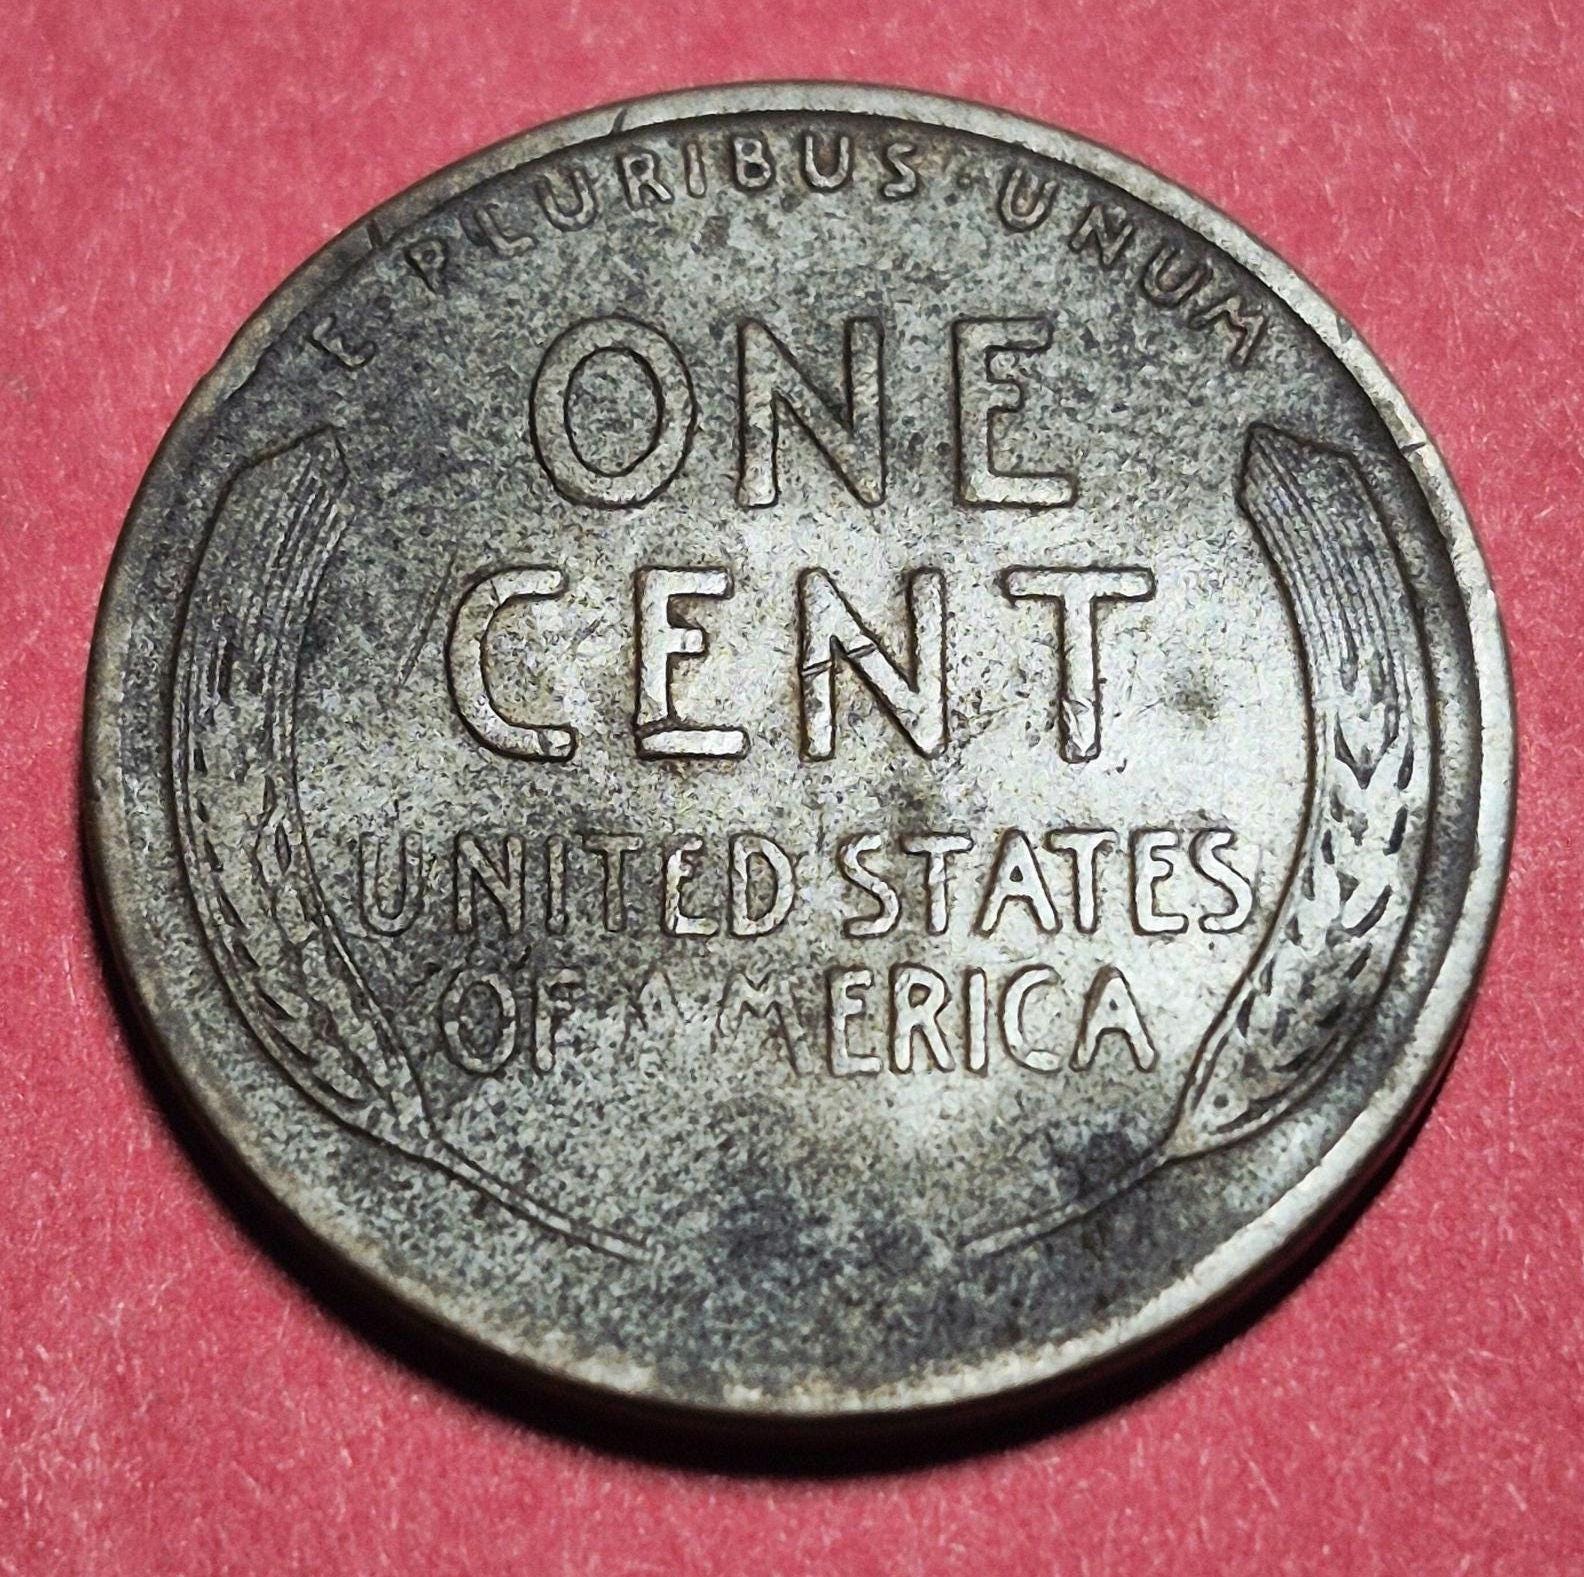 E·PLURIBUS·UNUM
ONE
CENT
UNITED STATES
OF AMERICA